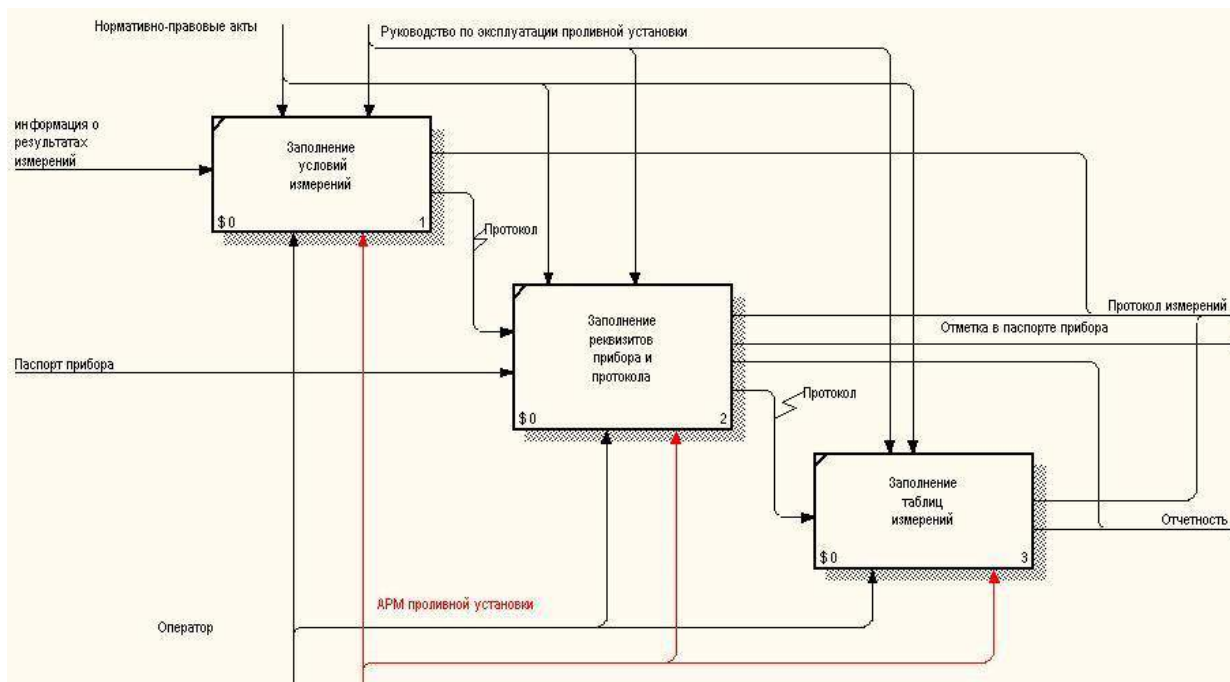 Нормативно-правовые акты
Руководство по эксплуатации проливной установки
информация о
результатах
измерений
Заполнение
условий
измерений
$0
1
Протокол
Заполнение
реквизитов
прибора и
протокола
$0
2
Паспорт прибора
Протокол измерений
Отметка в паспорте прибора
Протокол
Заполнение
таблиц
измерений
$0
3
Отчетность
АРМ проливной установки
Оператор